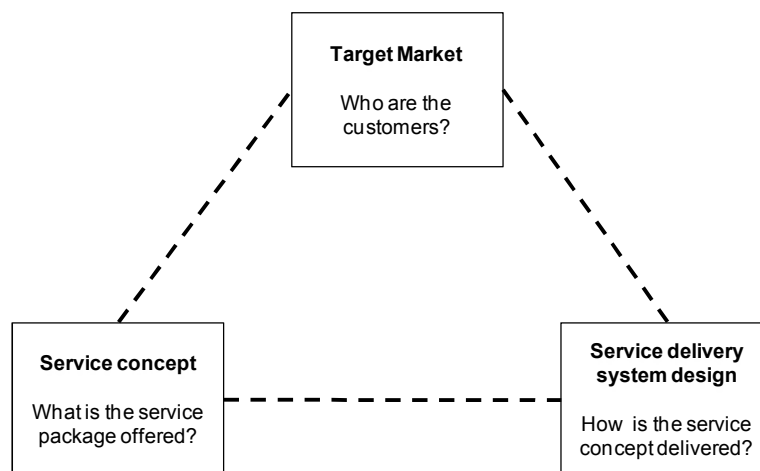 Target Market
Who are the
customers?
Service concept
What is the service
package offered?
Service delivery
system design
How is the service
concept delivered?